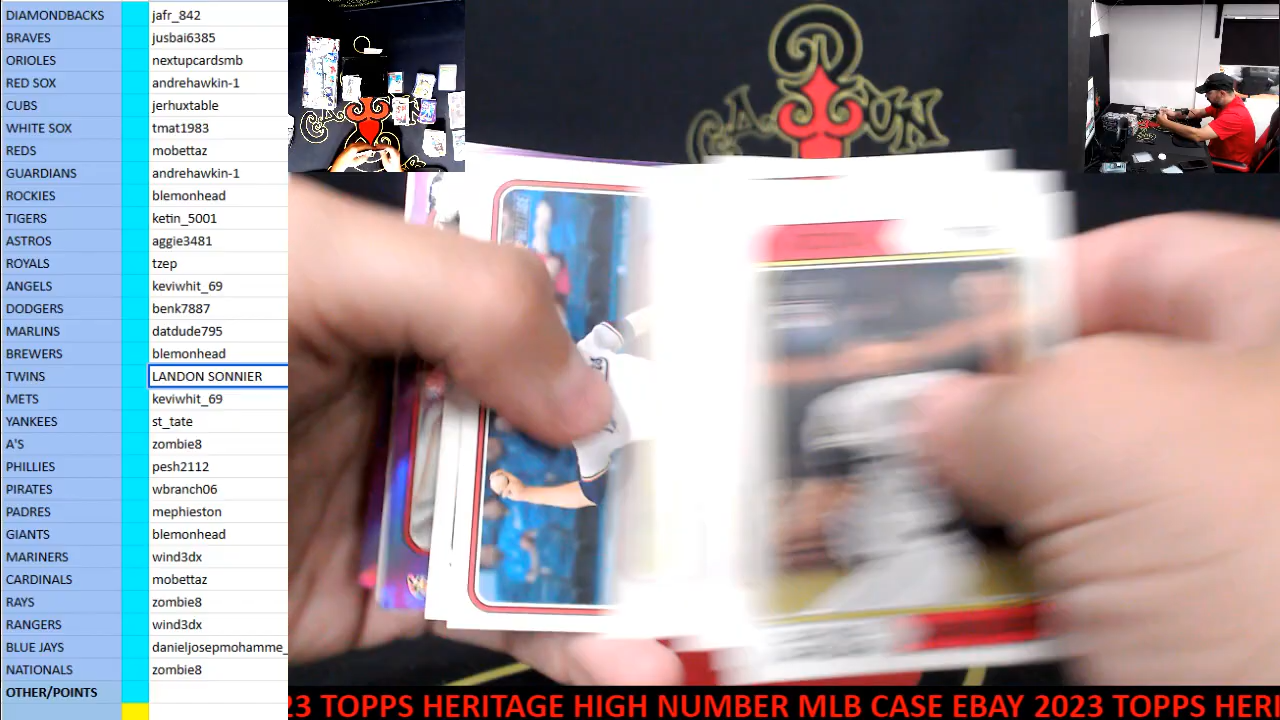 DIAMONDBACKS jafr_842
BRAVES jusbai6385
ORIOLES nextupcardsmb
RED SOX andrehawkin-1
CUBS jerhuxtable
WHITE SOX tmat1983
REDS mobettaz
GUARDIANS andrehawkin-1
ROCKIES blemonhead
TIGERS ketin_5001
ASTROS aggie3481
ROYALS tzep
ANGELS keviwhit_69
DODGERS benk7887
MARLINS datdude795
BREWERS blemonhead
TWINS LANDON SONNIER
METS keviwhit_69
YANKEES st_tate
A'S zombie8
PHILLIES pesh2112
PIRATES wbranch06
PADRES mephieston
GIANTS blemonhead
MARINERS wind3dx
CARDINALS mobettaz
RAYS zombie8
RANGERS wind3dx
BLUE JAYS danieljosepmohamme_
NATIONALS zombie8
OTHER/POINTS
23 TOPPS HERITAGE HIGH NUMBER MLB CASE EBAY 2023 TOPPS HERI